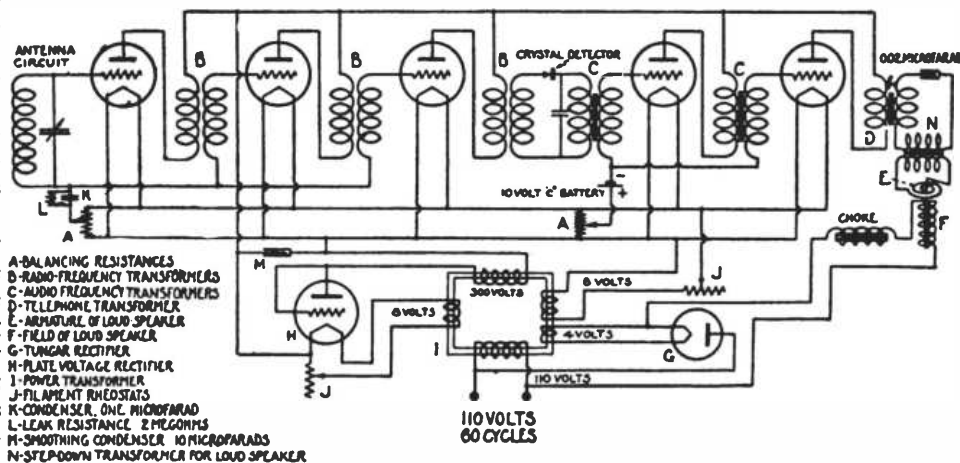 ANTENNA
CIRCUIT
B
B
B
CRYSTAL DETECTOR
C
C
.002 MICROFARAD
D
N
E
F
K
L
A
A
-
10 VOLT "C" BATTERY
+
CHOKE
M
300 VOLTS
6 VOLTS
8 VOLTS
J
H
I
4 VOLTS
G
J
110 VOLTS
110 VOLTS
60 CYCLES
A-BALANCING RESISTANCES
B-RADIO-FREQUENCY TRANSFORMERS
C-AUDIO FREQUENCY TRANSFORMERS
D-TELEPHONE TRANSFORMER
E-ARMATURE OF LOUD SPEAKER
F-FIELD OF LOUD SPEAKER
G-TUNGAR RECTIFIER
H-PLATE VOLTAGE RECTIFIER
I-POWER TRANSFORMER
J-FILAMENT RHEOSTATS
K-CONDENSER, ONE MICROFARAD
L-LEAK RESISTANCE 2 MEGOHMS
M-SMOOTHING CONDENSER 10 MICROFARADS
N-STEP-DOWN TRANSFORMER FOR LOUD SPEAKER